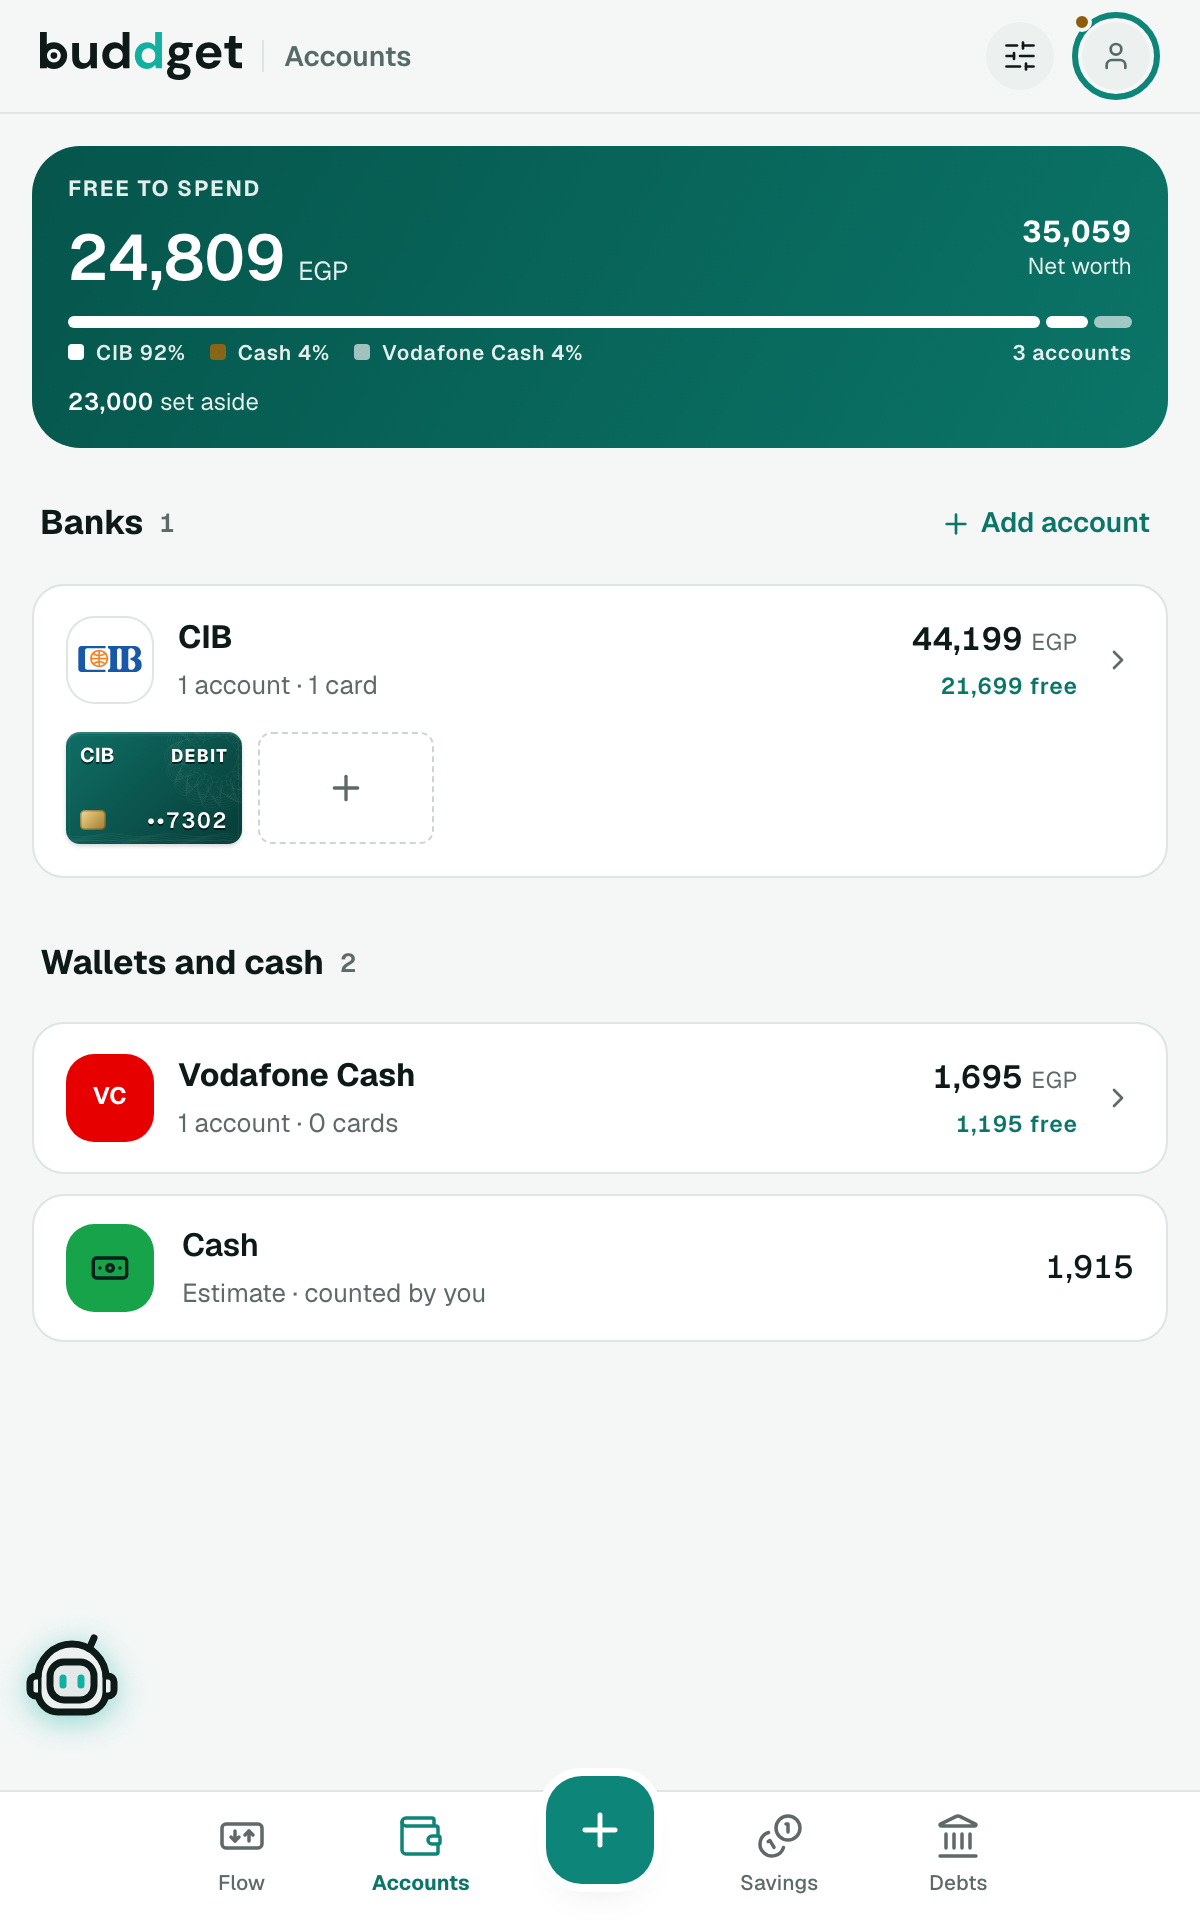 buddget
Accounts
FREE TO SPEND
24,809 EGP
35,059
Net worth
CIB 92% Cash 4% Vodafone Cash 4% 3 accounts
23,000 set aside
Banks 1
+ Add account
CIB
CIB
44,199 EGP
1 account · 1 card
21,699 free
CIB DEBIT
••7302
Wallets and cash 2
VC
Vodafone Cash
1,695 EGP
1 account · 0 cards
1,195 free
Cash
1,915
Estimate · counted by you
Flow
Accounts
Savings
Debts